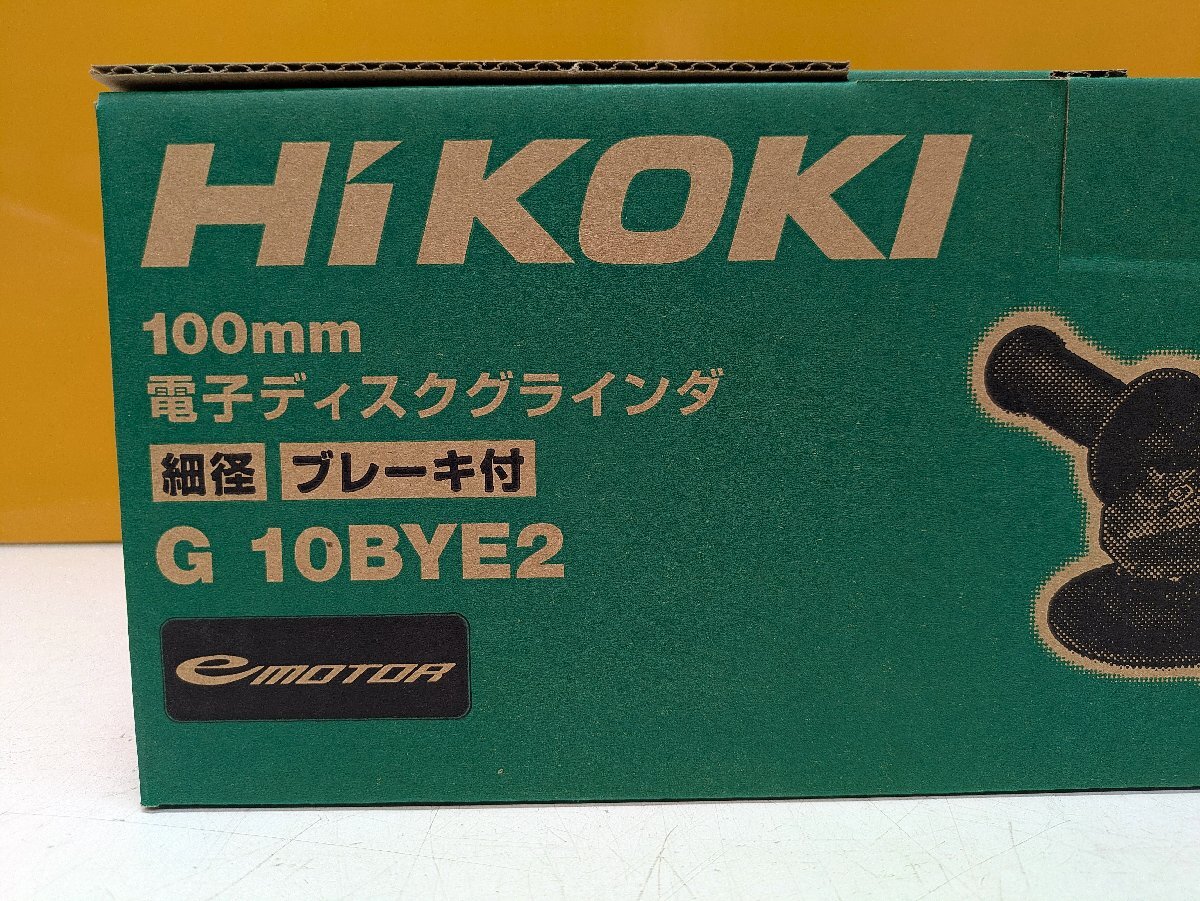 HiKOKI
100mm
電子ディスクグラインダ
細径 ブレーキ付
G 10BYE2
eMOTOR